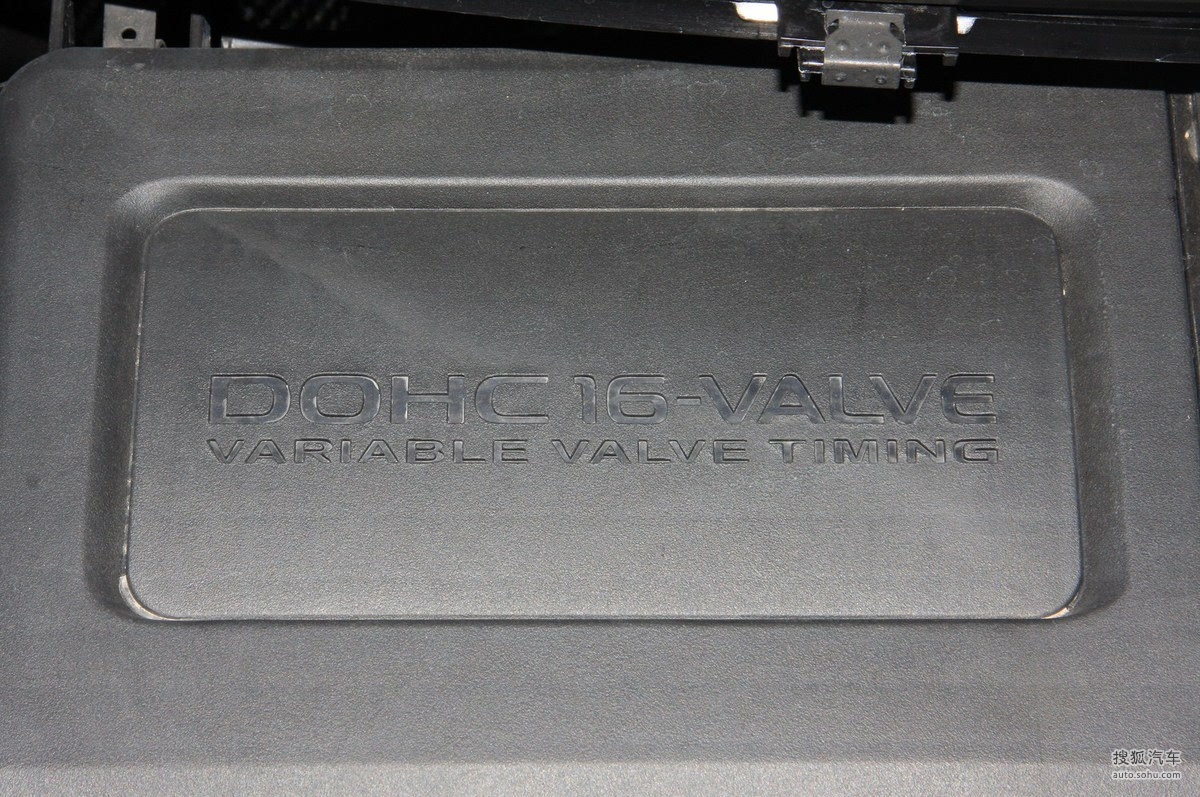 DOHC 16-VALVE
VARIABLE VALVE TIMING
搜狐汽车
auto.sohu.com